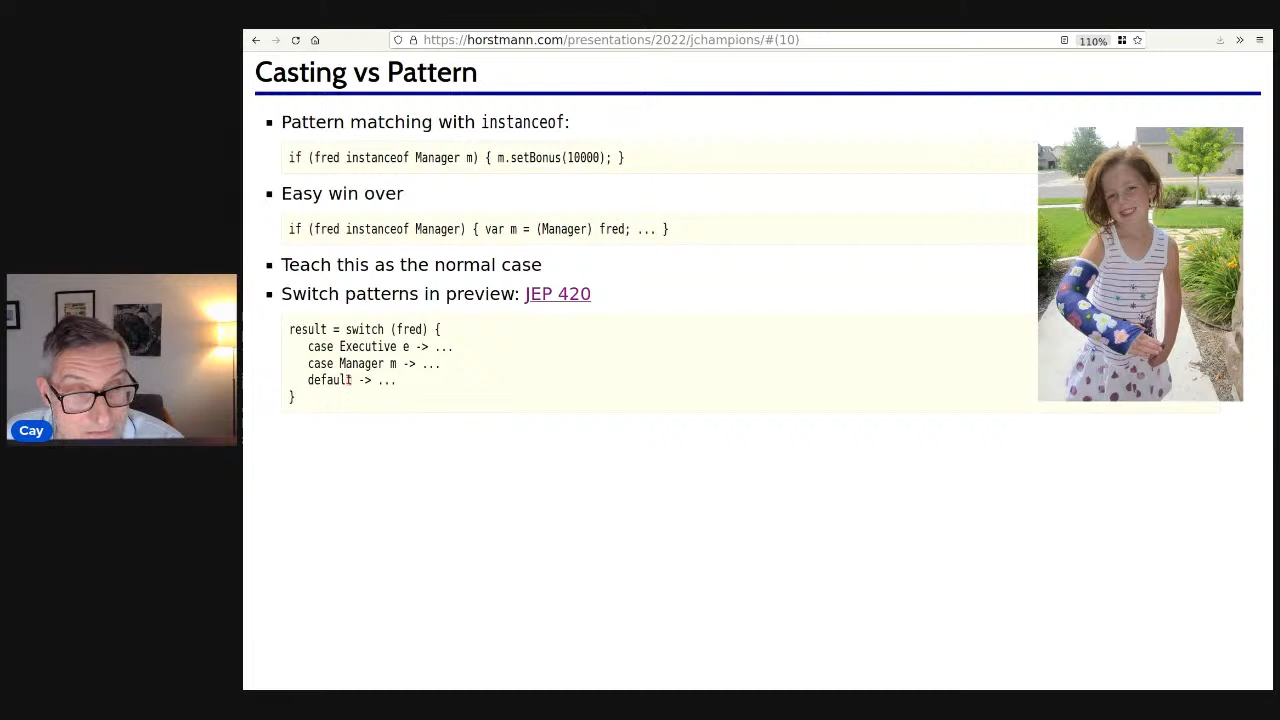 https://horstmann.com/presentations/2022/jchampions/#(10)
110%
Casting vs Pattern
Pattern matching with instanceof:
if (fred instanceof Manager m) { m.setBonus(10000); }
Easy win over
if (fred instanceof Manager) { var m = (Manager) fred; ... }
Teach this as the normal case
Switch patterns in preview: JEP 420
result = switch (fred) {
case Executive e -> ...
case Manager m -> ...
default -> ...
}
Cay